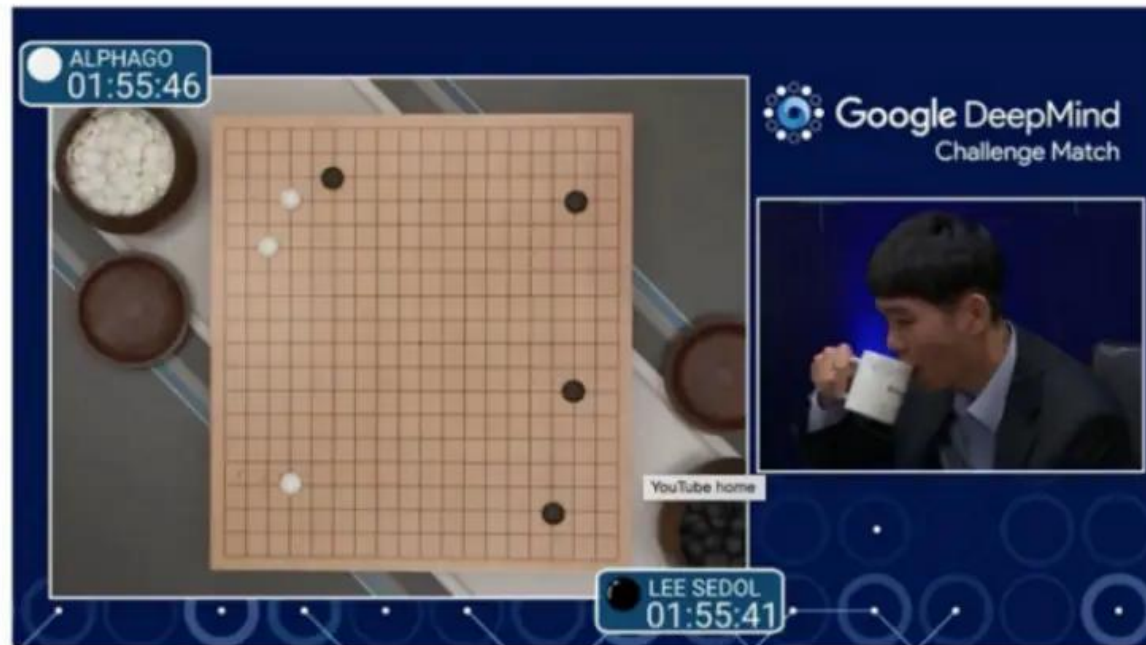 ALPHAGO
01:55:46
Google DeepMind
Challenge Match
YouTube home
LEE SEDOL
01:55:41